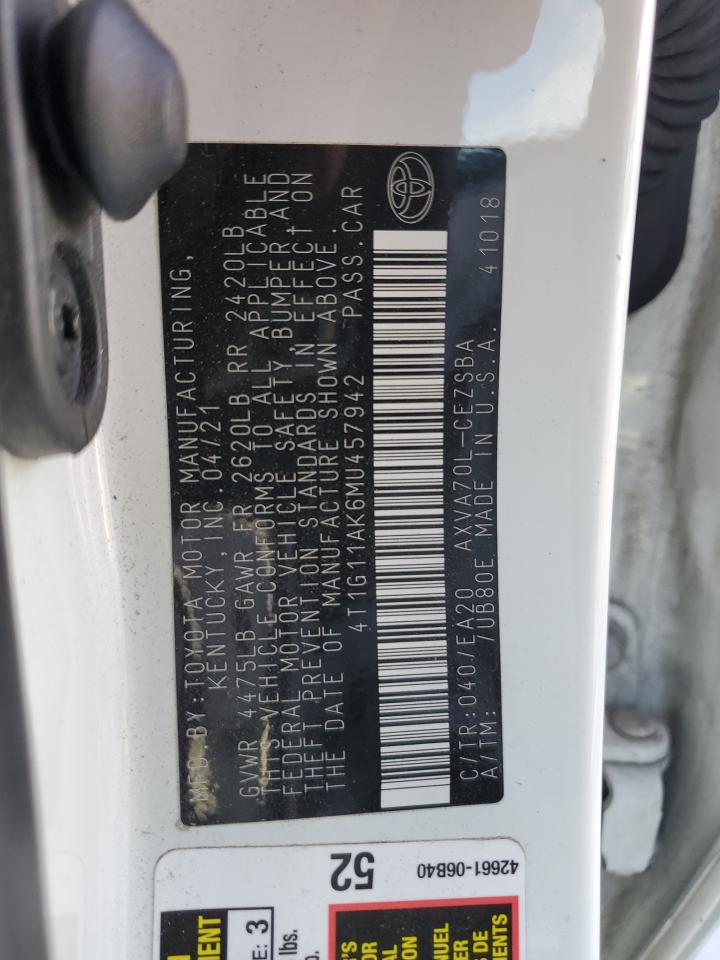 MFG BY:TOYOTA MOTOR MANUFACTURING,
KENTUCKY,INC.04/21
GVWR 4475LB GAWR FR 2620LB RR 2420LB
THIS VEHICLE CONFORMS TO ALL APPLICABLE
FEDERAL MOTOR VEHICLE SAFETY, BUMPER AND
THEFT PREVENTION STANDARDS IN EFFECT ON
THE DATE OF MANUFACTURE SHOWN ABOVE.
4T1G11AK6MU457942 PASS.CAR
C/TR:040/EA20 AXVA70L-CEZSBA
A/TM: /UB80E MADE IN U.S.A. 41018
52
42661-06B40
E: 3
lbs.